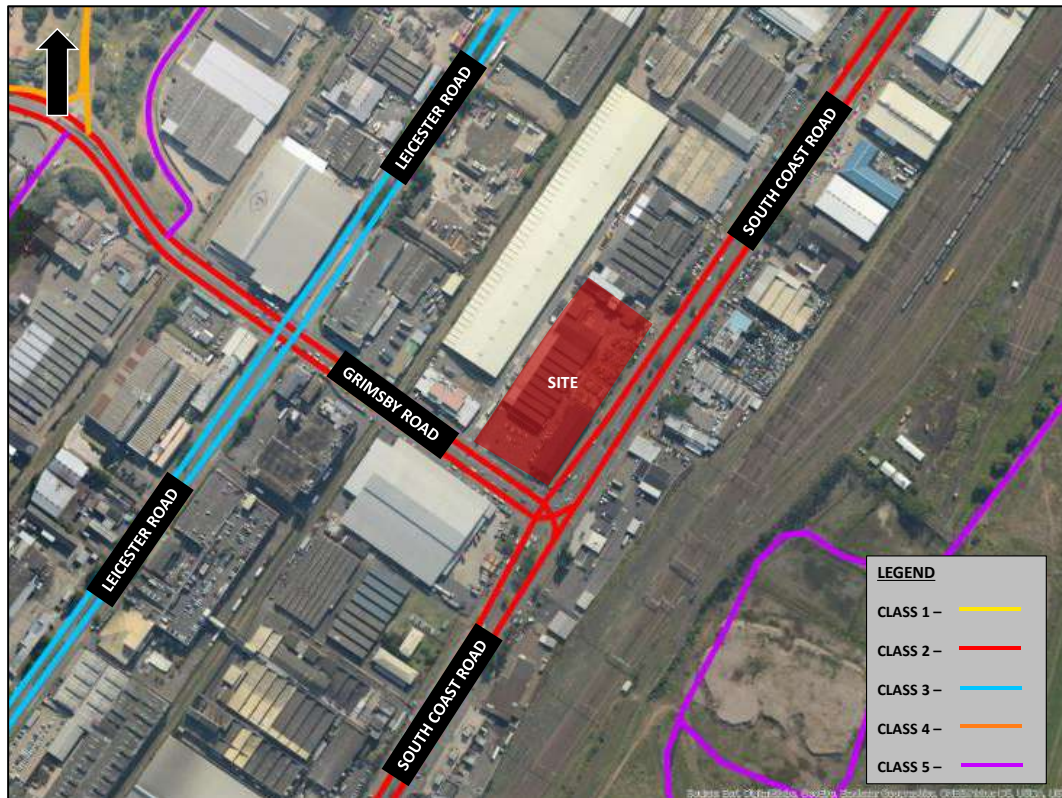 LEICESTER ROAD
SOUTH COAST ROAD
SITE
GRIMSBY ROAD
LEICESTER ROAD
SOUTH COAST ROAD
LEGEND
CLASS 1 –
CLASS 2 –
CLASS 3 –
CLASS 4 –
CLASS 5 –